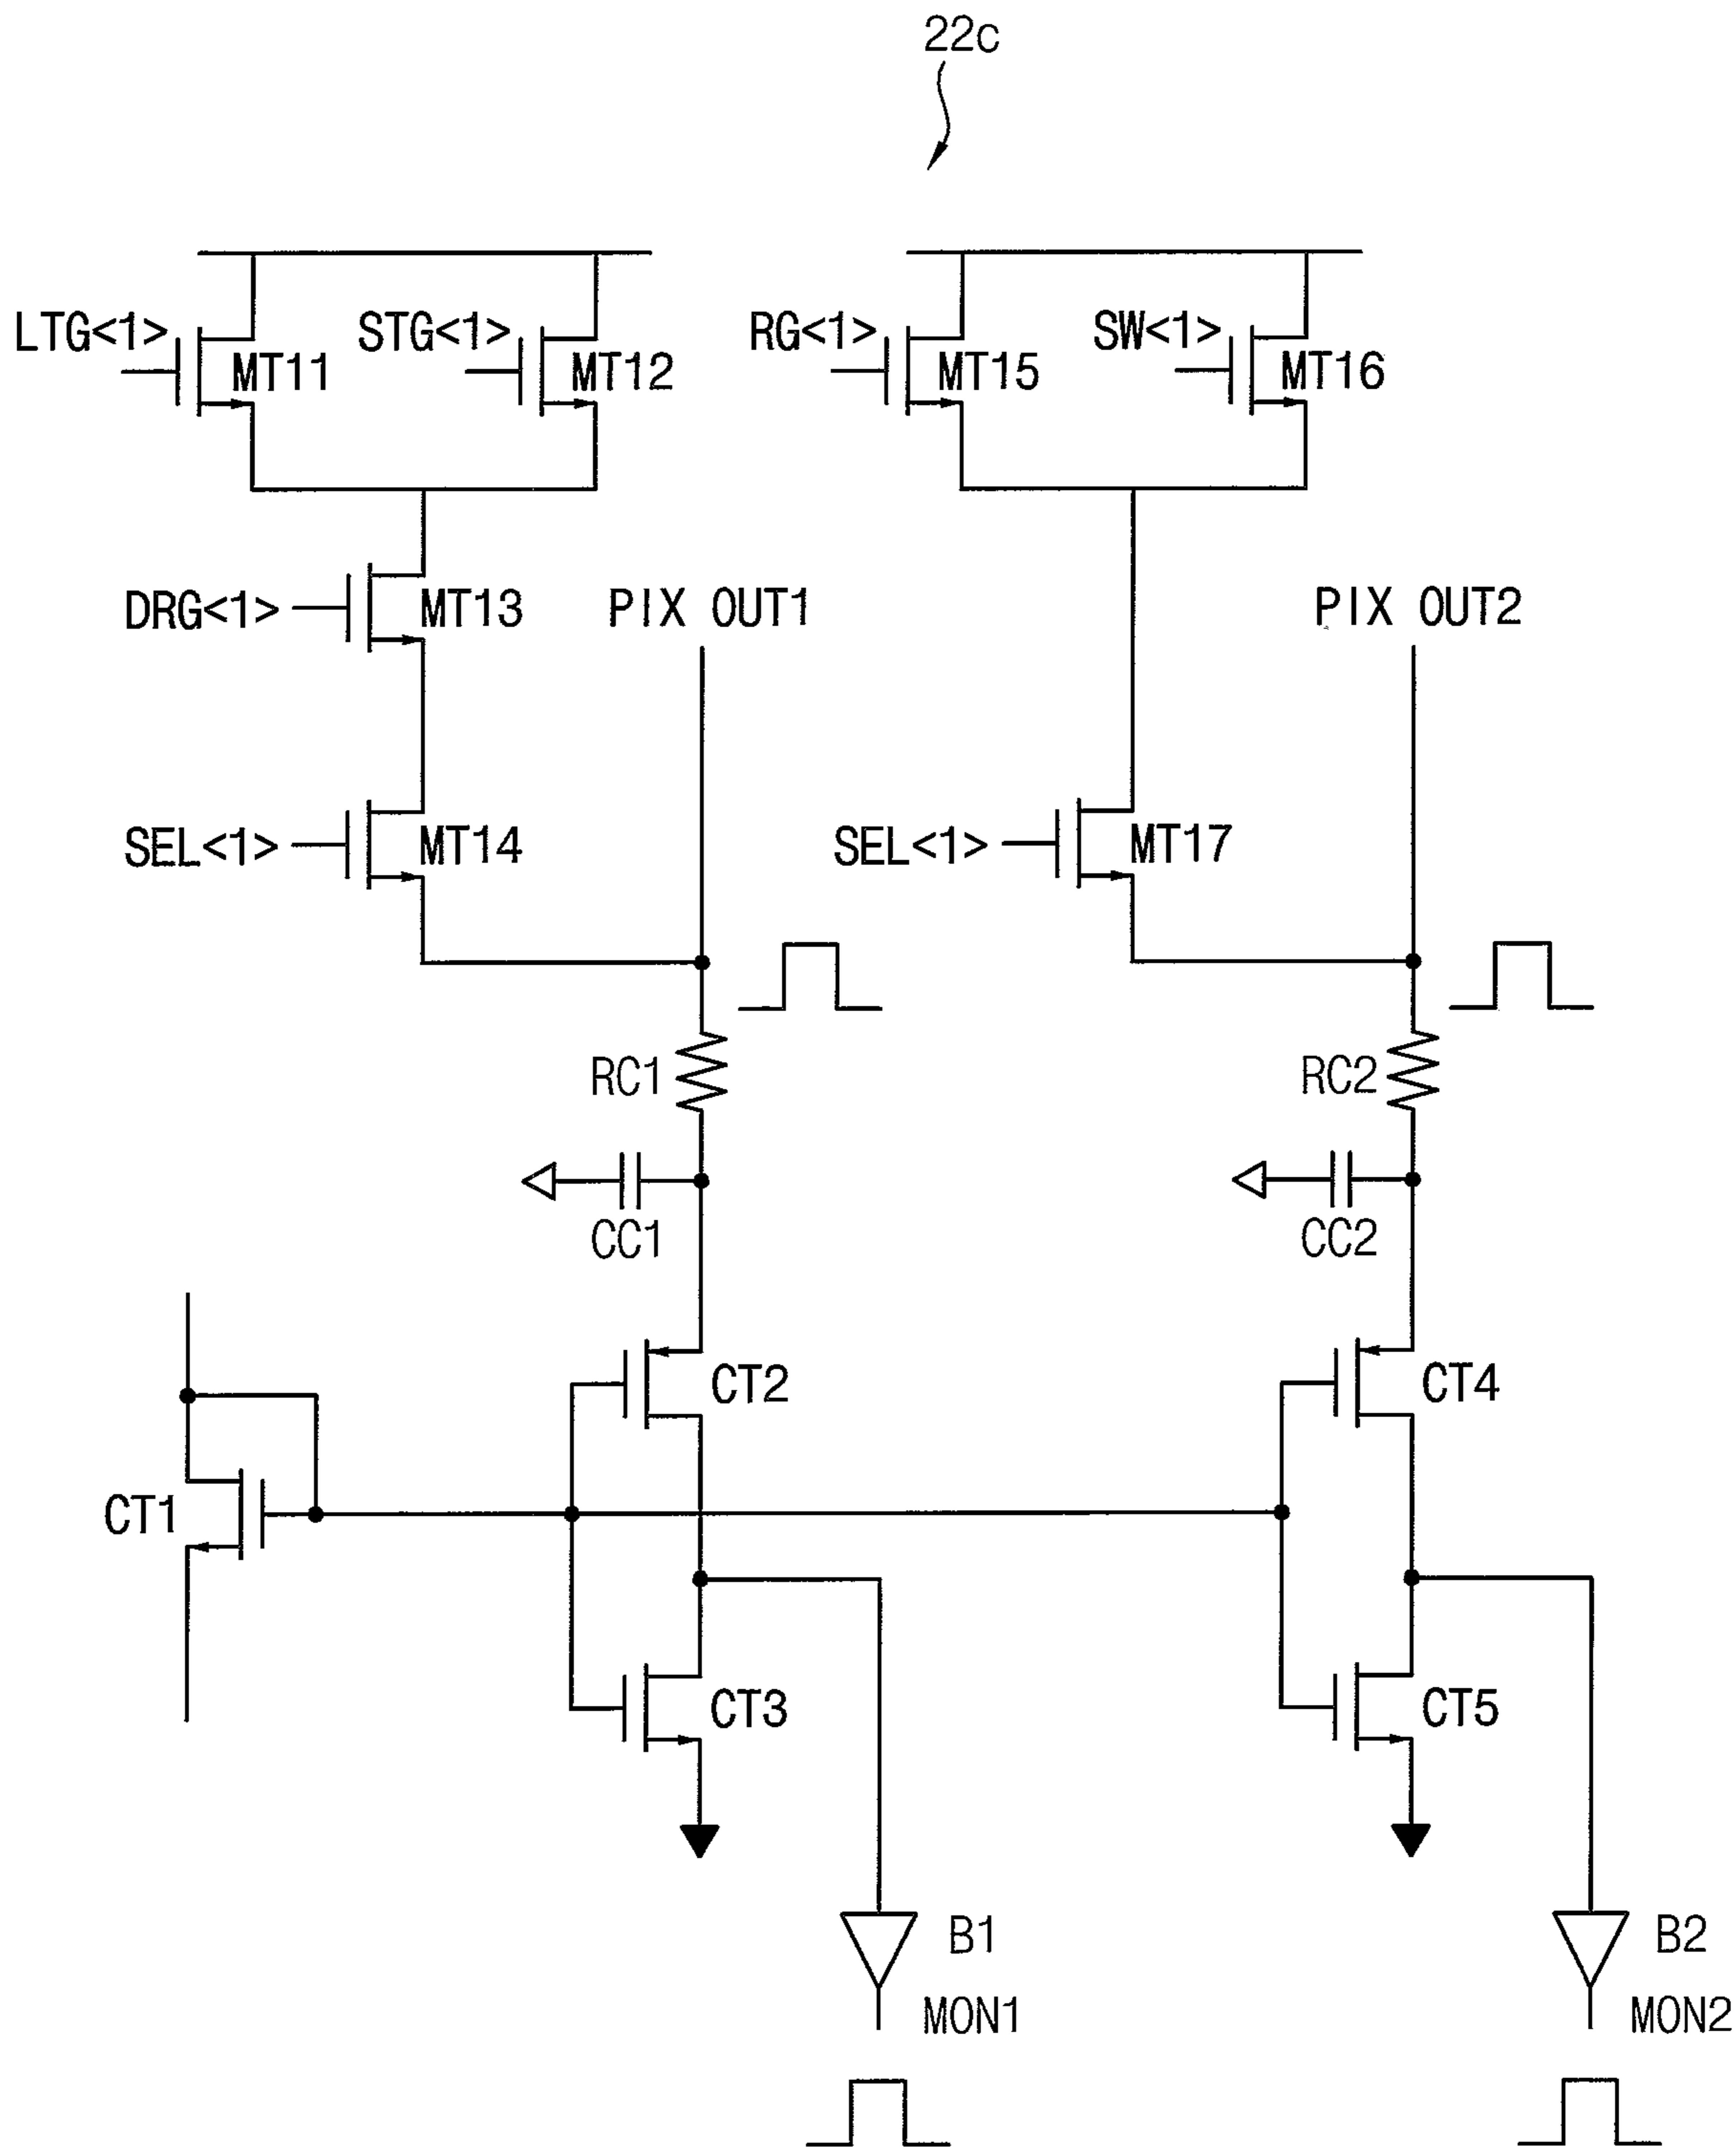 22c
LTG<1>
STG<1>
RG<1>
SW<1>
MT11
MT12
MT15
MT16
DRG<1>
MT13
PIX OUT1
PIX OUT2
SEL<1>
MT14
SEL<1>
MT17
RC1
RC2
CC1
CC2
CT2
CT4
CT1
CT3
CT5
B1
B2
MON1
MON2